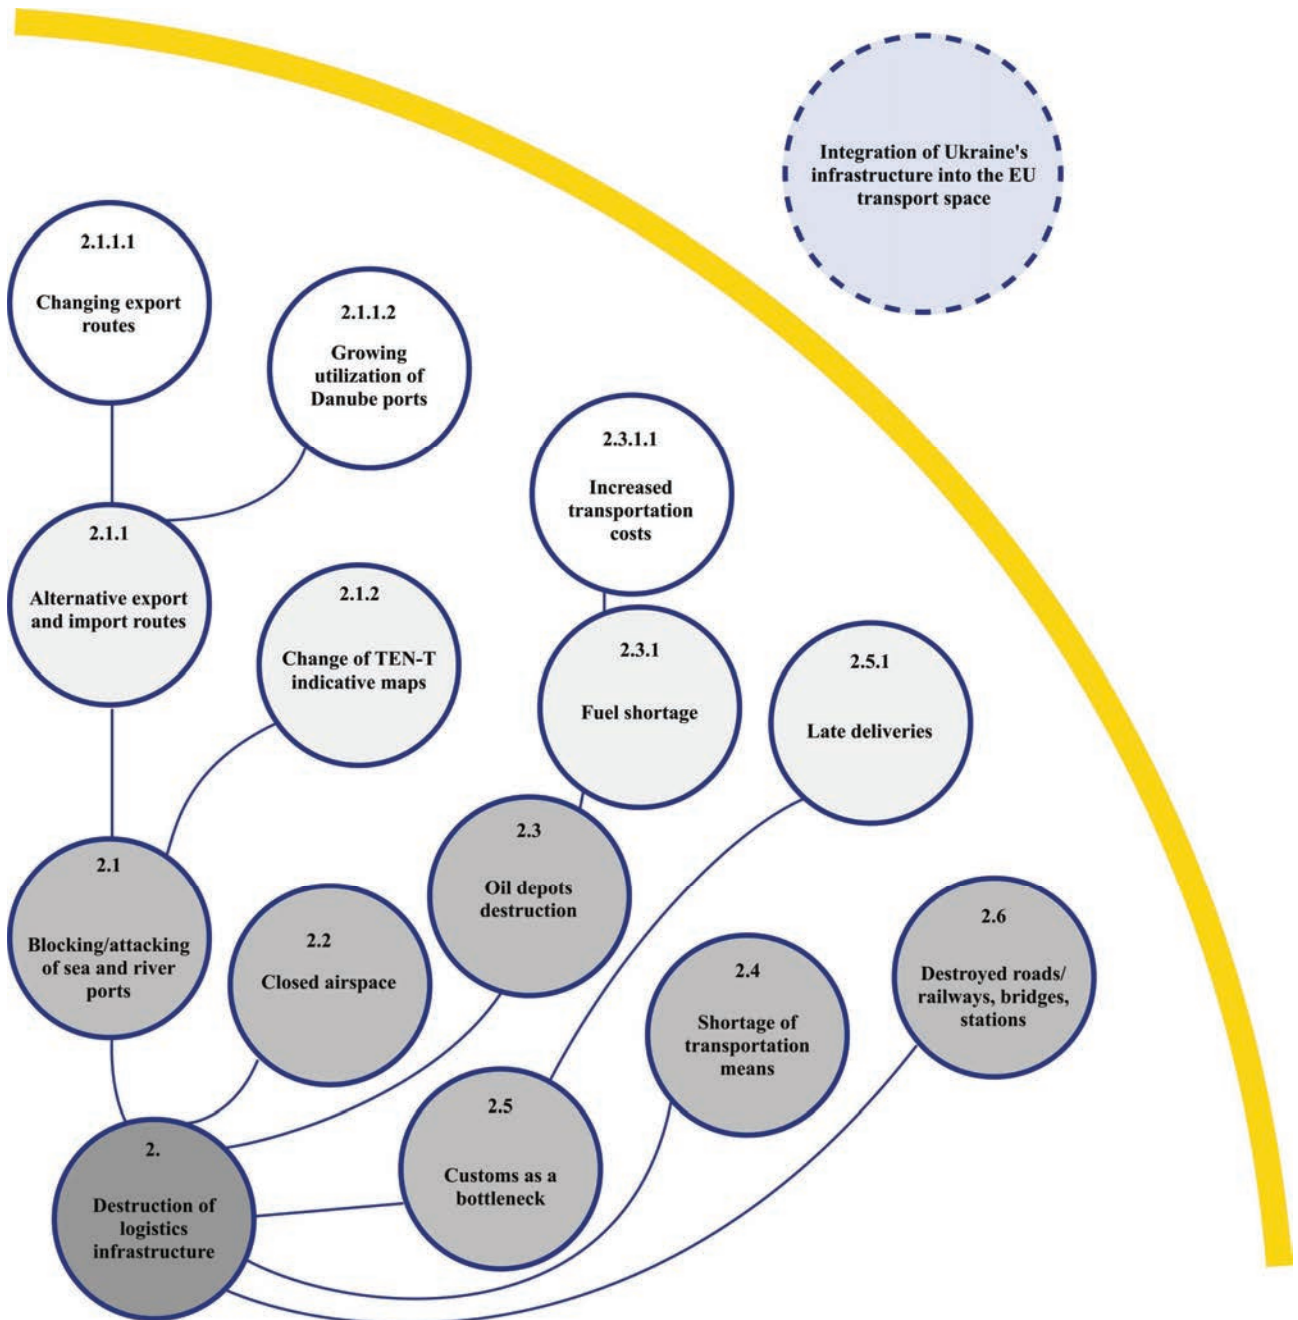 Integration of Ukraine's
infrastructure into the EU
transport space
2.1.1.1
Changing export
routes
2.1.1.2
Growing
utilization of
Danube ports
2.3.1.1
Increased
transportation
costs
2.1.1
Alternative export
and import routes
2.1.2
Change of TEN-T
indicative maps
2.3.1
Fuel shortage
2.5.1
Late deliveries
2.1
Blocking/attacking
of sea and river
ports
2.2
Closed airspace
2.3
Oil depots
destruction
2.4
Shortage of
transportation
means
2.6
Destroyed roads/
railways, bridges,
stations
2.
Destruction of
logistics
infrastructure
2.5
Customs as a
bottleneck